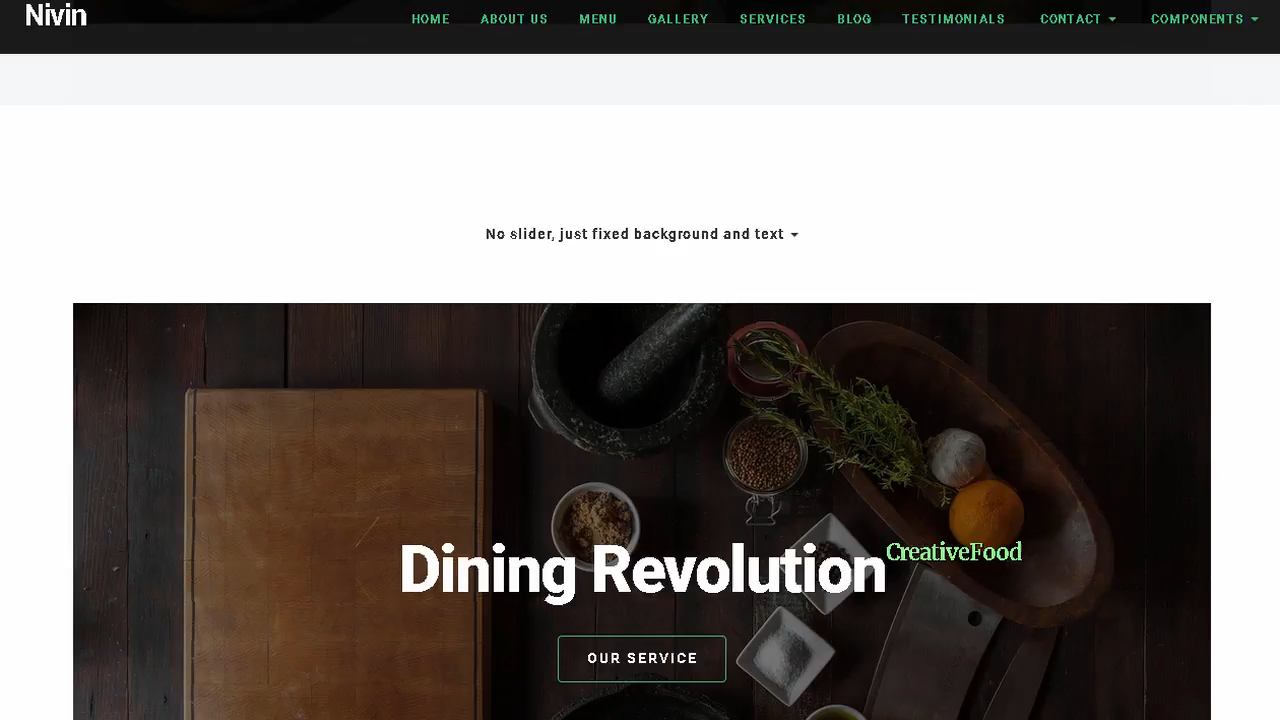 Nivin HOME ABOUT US MENU GALLERY SERVICES BLOG TESTIMONIALS CONTACT COMPONENTS
No slider, just fixed background and text
Dining Revolution CreativeFood
OUR SERVICE